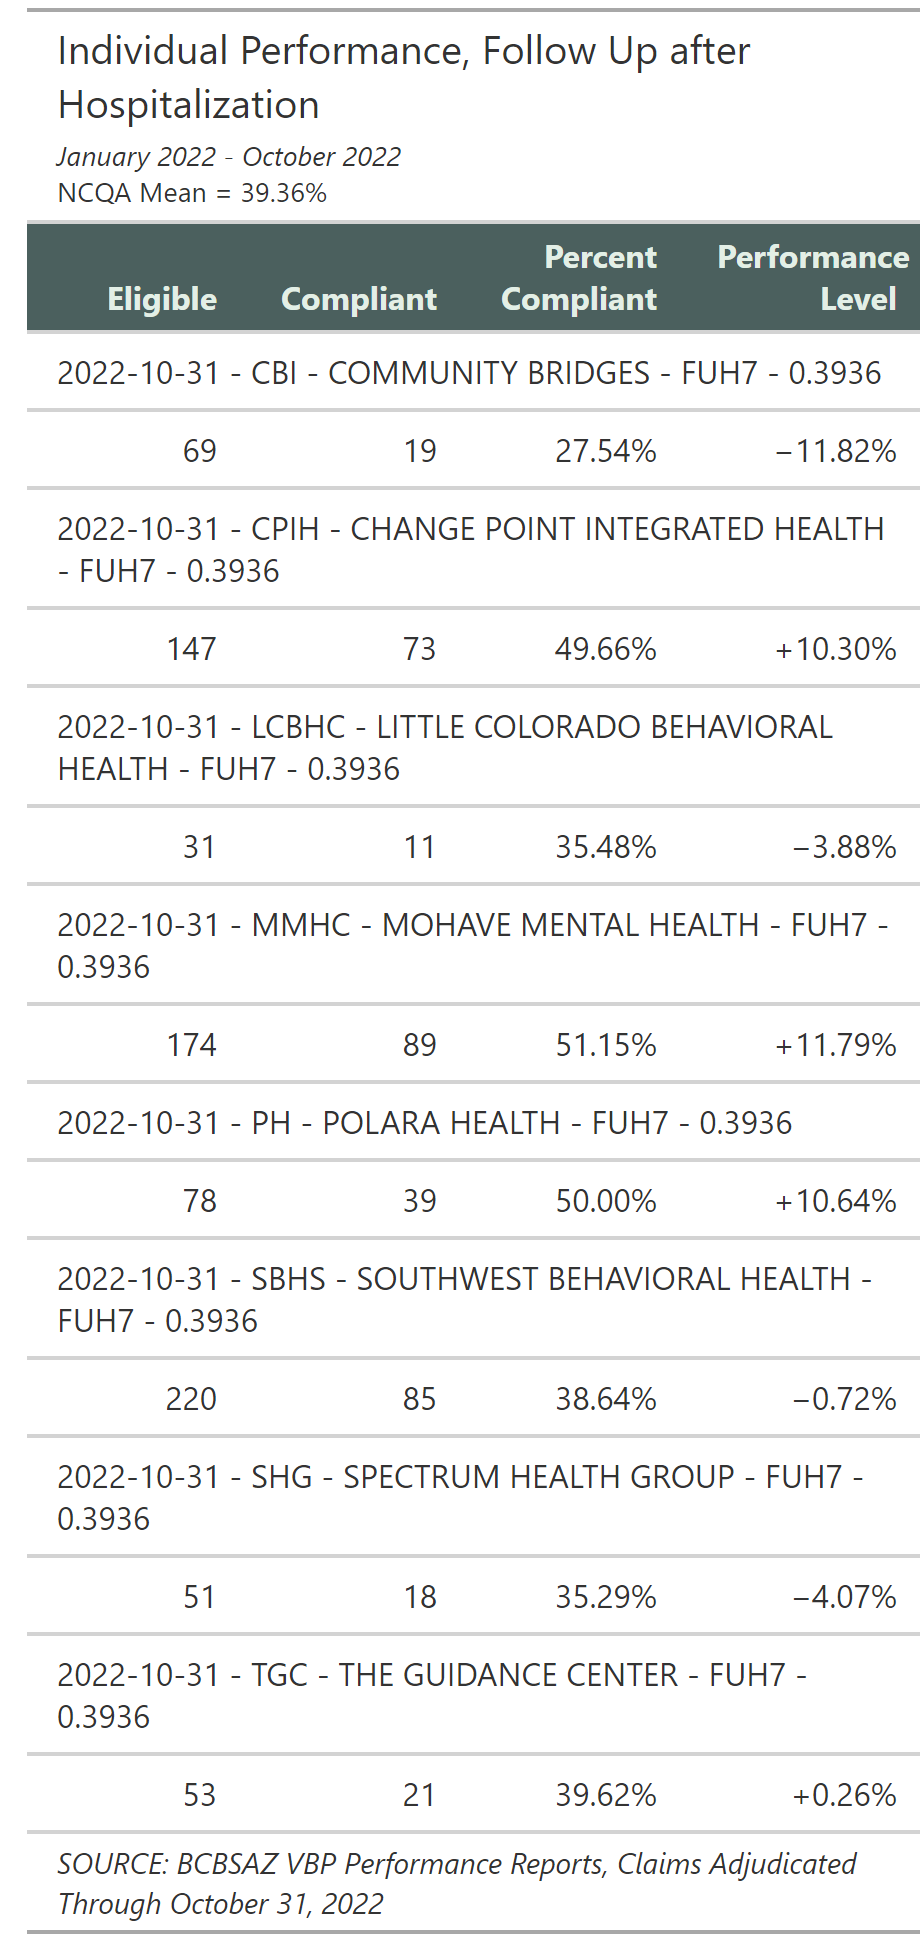 Individual Performance, Follow Up after
Hospitalization
January 2022 - October 2022
NCQA Mean = 39.36%
Percent Performance
Eligible Compliant Compliant Level
2022-10-31 - CBI - COMMUNITY BRIDGES - FUH7 - 0.3936
69 19 27.54% −11.82%
2022-10-31 - CPIH - CHANGE POINT INTEGRATED HEALTH
- FUH7 - 0.3936
147 73 49.66% +10.30%
2022-10-31 - LCBHC - LITTLE COLORADO BEHAVIORAL
HEALTH - FUH7 - 0.3936
31 11 35.48% −3.88%
2022-10-31 - MMHC - MOHAVE MENTAL HEALTH - FUH7 -
0.3936
174 89 51.15% +11.79%
2022-10-31 - PH - POLARA HEALTH - FUH7 - 0.3936
78 39 50.00% +10.64%
2022-10-31 - SBHS - SOUTHWEST BEHAVIORAL HEALTH -
FUH7 - 0.3936
220 85 38.64% −0.72%
2022-10-31 - SHG - SPECTRUM HEALTH GROUP - FUH7 -
0.3936
51 18 35.29% −4.07%
2022-10-31 - TGC - THE GUIDANCE CENTER - FUH7 -
0.3936
53 21 39.62% +0.26%
SOURCE: BCBSAZ VBP Performance Reports, Claims Adjudicated
Through October 31, 2022